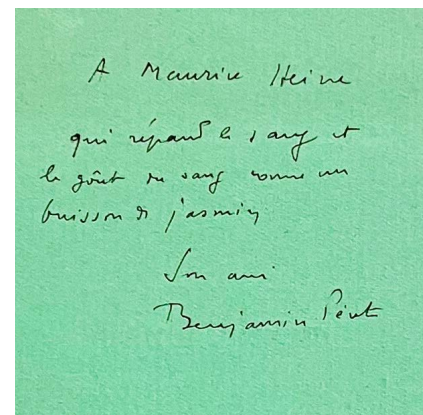 A Maurice Heine
qui répand le sang et
le goût du sang comme un
buisson de jasmin
Son ami
Benjamin Péret